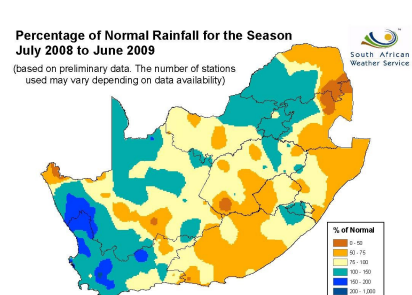 Percentage of Normal Rainfall for the Season
July 2008 to June 2009
(based on preliminary data. The number of stations
used may vary depending on data availability)
South African
Weather Service
% of Normal
0 - 50
50 - 75
75 - 100
100 - 150
150 - 200
200 - 1,000